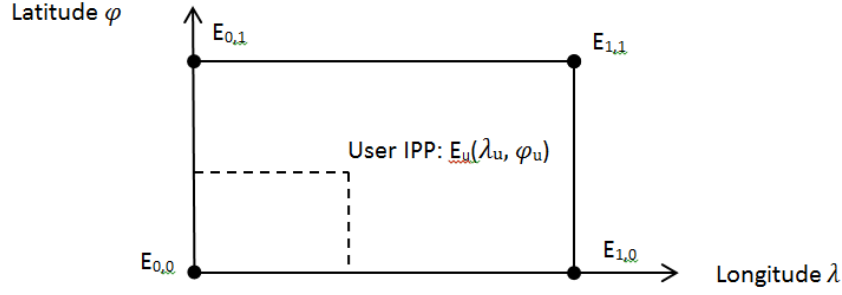 Latitude φ
E0,1
E1,1
User IPP: Eu(λu, φu)
E0,0
E1,0
Longitude λ